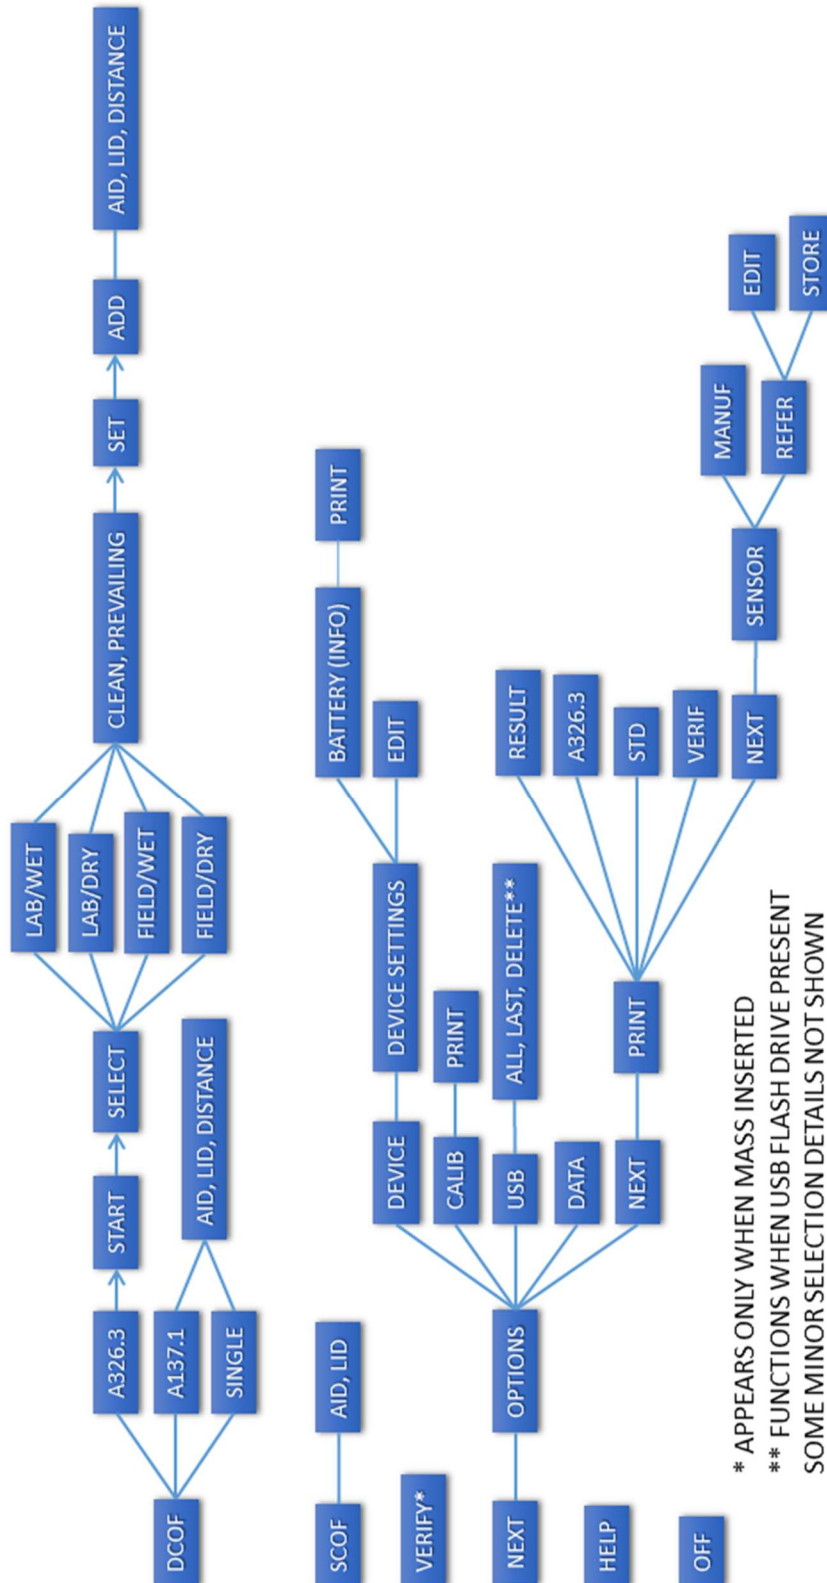 DCOF
A326.3
START
SELECT
LAB/WET
LAB/DRY
FIELD/WET
FIELD/DRY
CLEAN, PREVAILING
SET
ADD
AID, LID, DISTANCE
A137.1
SINGLE
AID, LID, DISTANCE
SCOF
AID, LID
VERIFY*
NEXT
OPTIONS
DEVICE
DEVICE SETTINGS
BATTERY (INFO)
PRINT
EDIT
CALIB
PRINT
USB
ALL, LAST, DELETE**
DATA
NEXT
PRINT
RESULT
A326.3
STD
VERIF
NEXT
SENSOR
MANUF
REFER
EDIT
STORE
HELP
OFF
* APPEARS ONLY WHEN MASS INSERTED
** FUNCTIONS WHEN USB FLASH DRIVE PRESENT
SOME MINOR SELECTION DETAILS NOT SHOWN